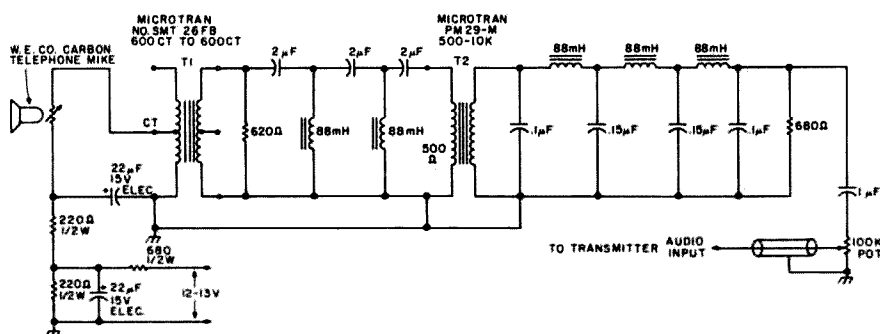 MICROTRAN
NO. SMT 26FB
600CT TO 600CT
MICROTRAN
PM29-M
500-10K
W.E. CO. CARBON
TELEPHONE MIKE
T1
2µF
2µF
2µF
T2
88mH
88mH
88mH
CT
620Ω
88mH
88mH
500
Ω
.1µF
.15µF
.15µF
.1µF
680Ω
22µF
15V
ELEC.
+
1µF
220Ω
1/2W
680
1/2W
TO TRANSMITTER
AUDIO
INPUT
100K
POT
220Ω
1/2W
+
22µF
15V
ELEC.
12-13V